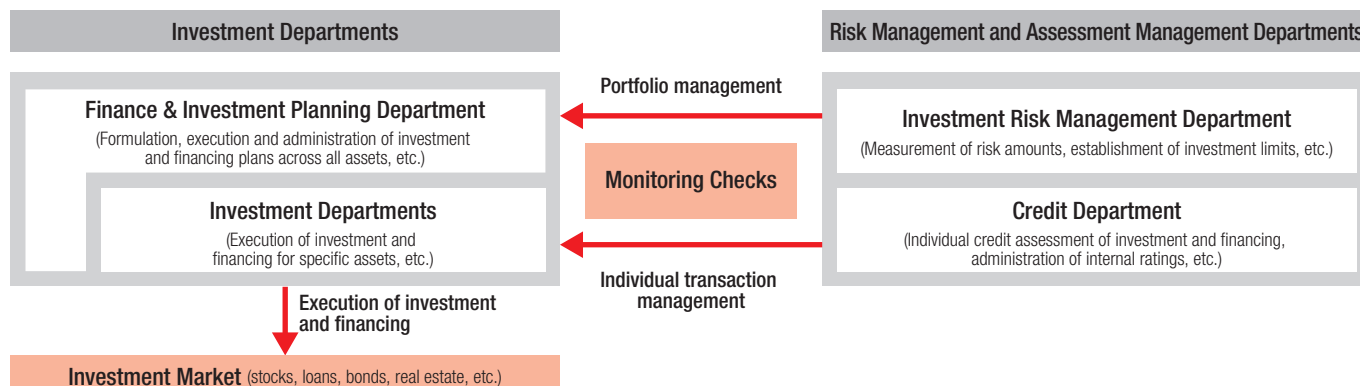 Investment Departments
Risk Management and Assessment Management Departments
Finance & Investment Planning Department
(Formulation, execution and administration of investment
and financing plans across all assets, etc.)
Investment Departments
(Execution of investment and
financing for specific assets, etc.)
Portfolio management
Monitoring Checks
Individual transaction
management
Investment Risk Management Department
(Measurement of risk amounts, establishment of investment limits, etc.)
Credit Department
(Individual credit assessment of investment and financing,
administration of internal ratings, etc.)
Execution of investment
and financing
Investment Market (stocks, loans, bonds, real estate, etc.)